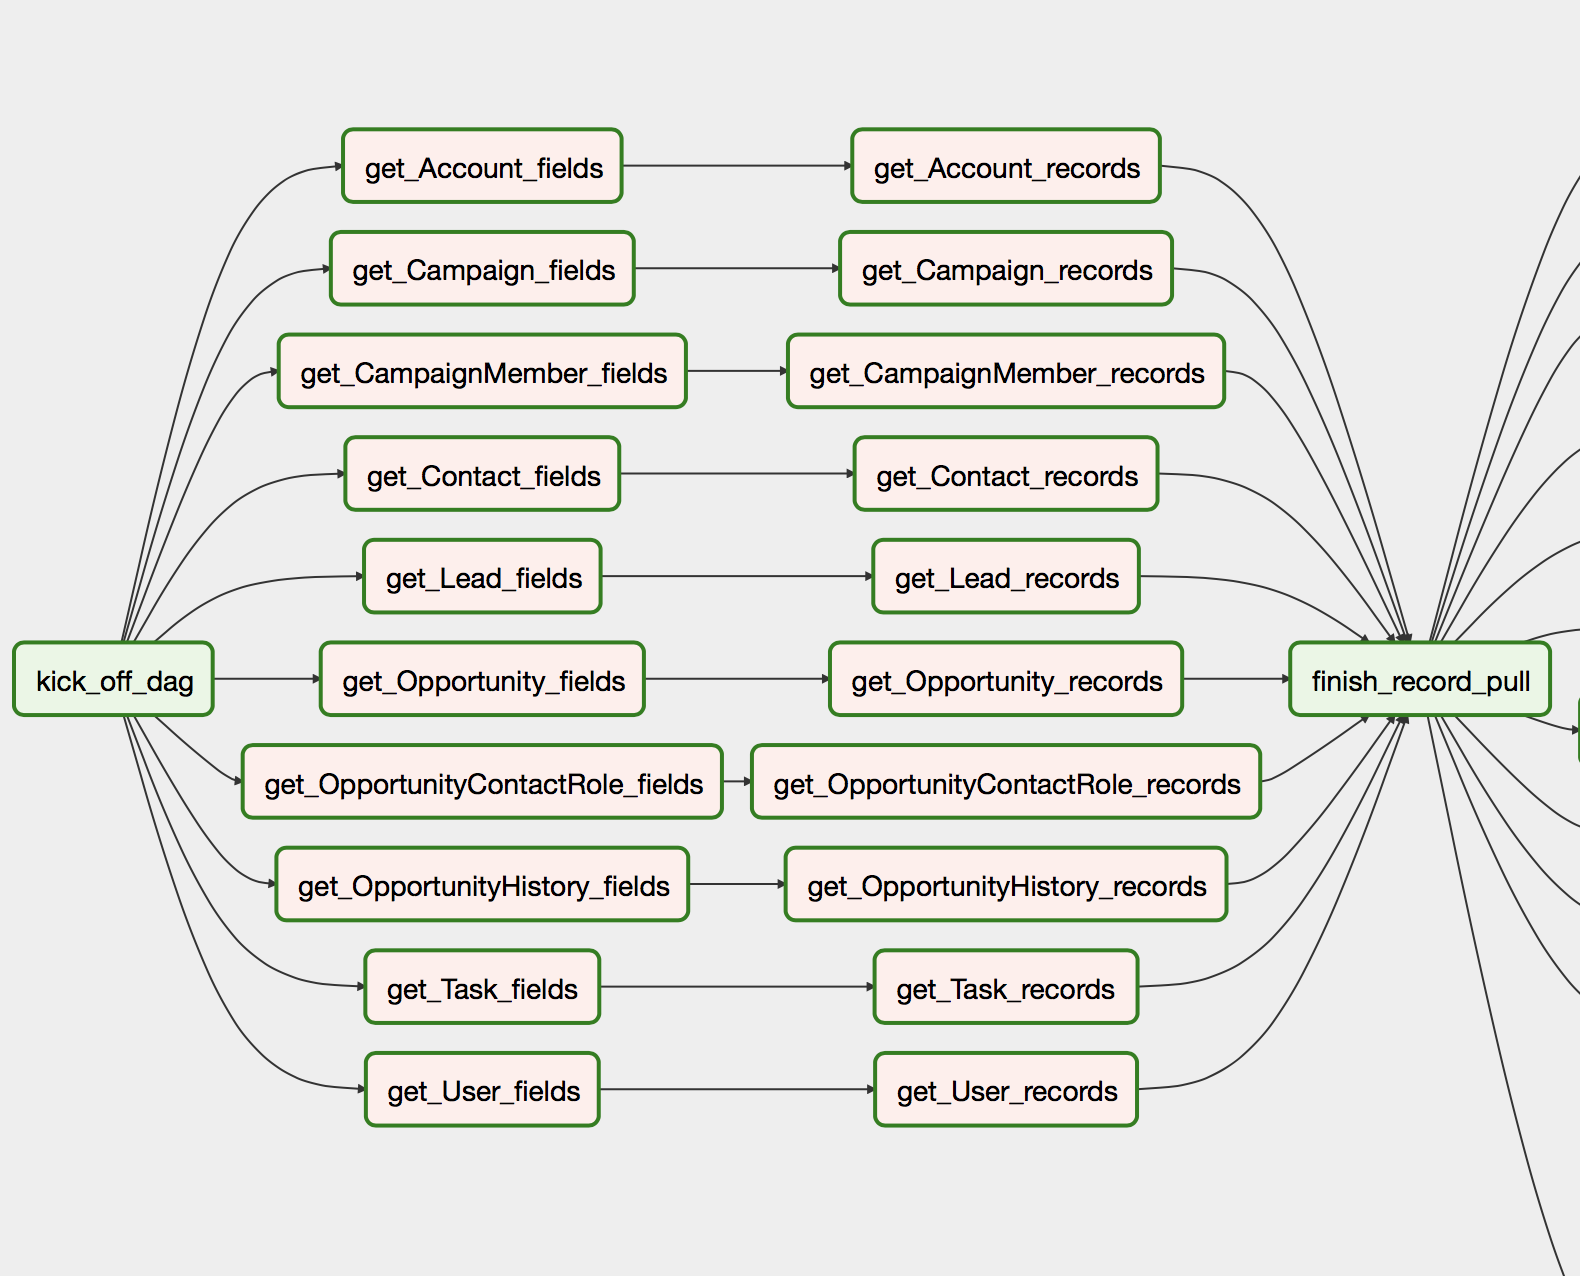 get_Account_fields
get_Account_records
get_Campaign_fields
get_Campaign_records
get_CampaignMember_fields
get_CampaignMember_records
get_Contact_fields
get_Contact_records
get_Lead_fields
get_Lead_records
kick_off_dag
get_Opportunity_fields
get_Opportunity_records
finish_record_pull
get_OpportunityContactRole_fields
get_OpportunityContactRole_records
get_OpportunityHistory_fields
get_OpportunityHistory_records
get_Task_fields
get_Task_records
get_User_fields
get_User_records